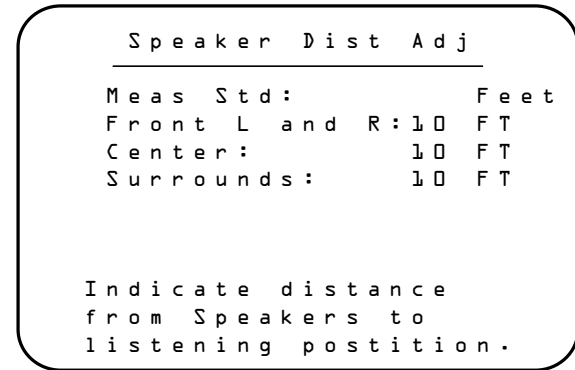 Speaker Dist Adj
Meas Std: Feet
Front L and R:10 FT
Center: 10 FT
Surrounds: 10 FT
Indicate distance
from Speakers to
listening postition.